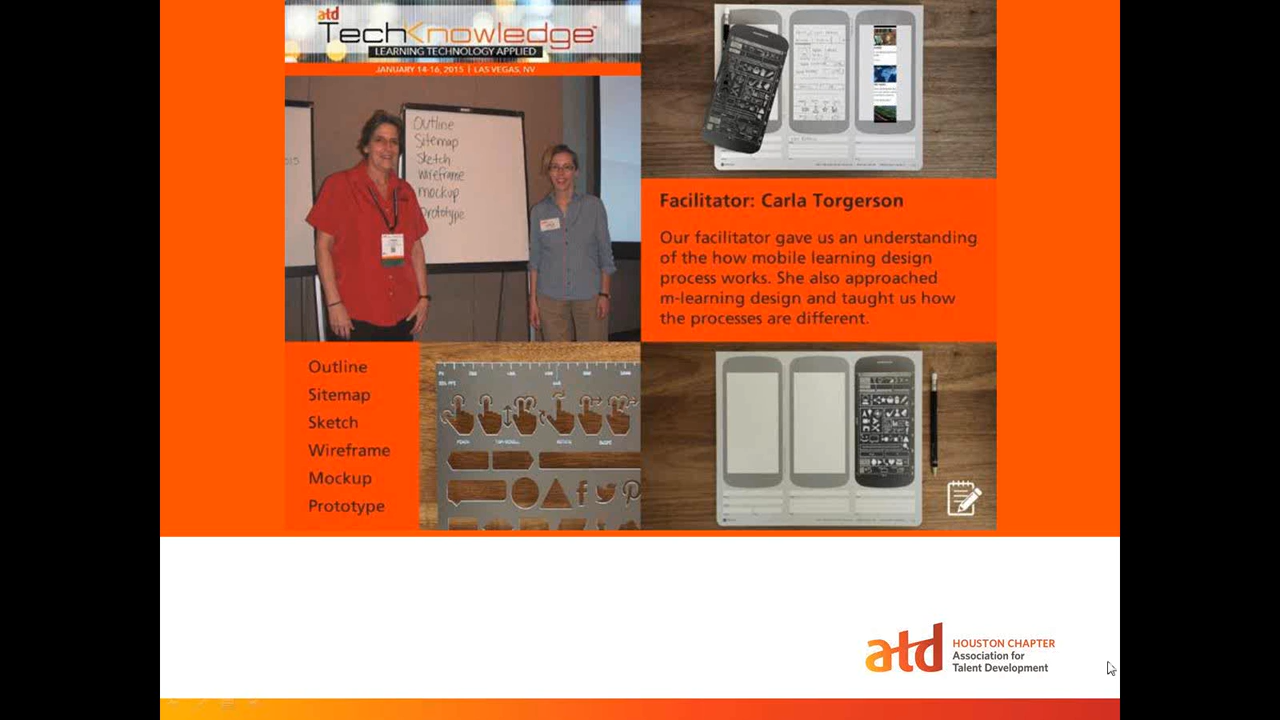 atd
TechKnowledge™
LEARNING TECHNOLOGY APPLIED
JANUARY 14-16, 2015 | LAS VEGAS, NV
Outline
Sitemap
Sketch
Wireframe
Mockup
Prototype
Facilitator: Carla Torgerson
Our facilitator gave us an understanding
of the how mobile learning design
process works. She also approached
m-learning design and taught us how
the processes are different.
Outline
Sitemap
Sketch
Wireframe
Mockup
Prototype
atd
HOUSTON CHAPTER
Association for
Talent Development